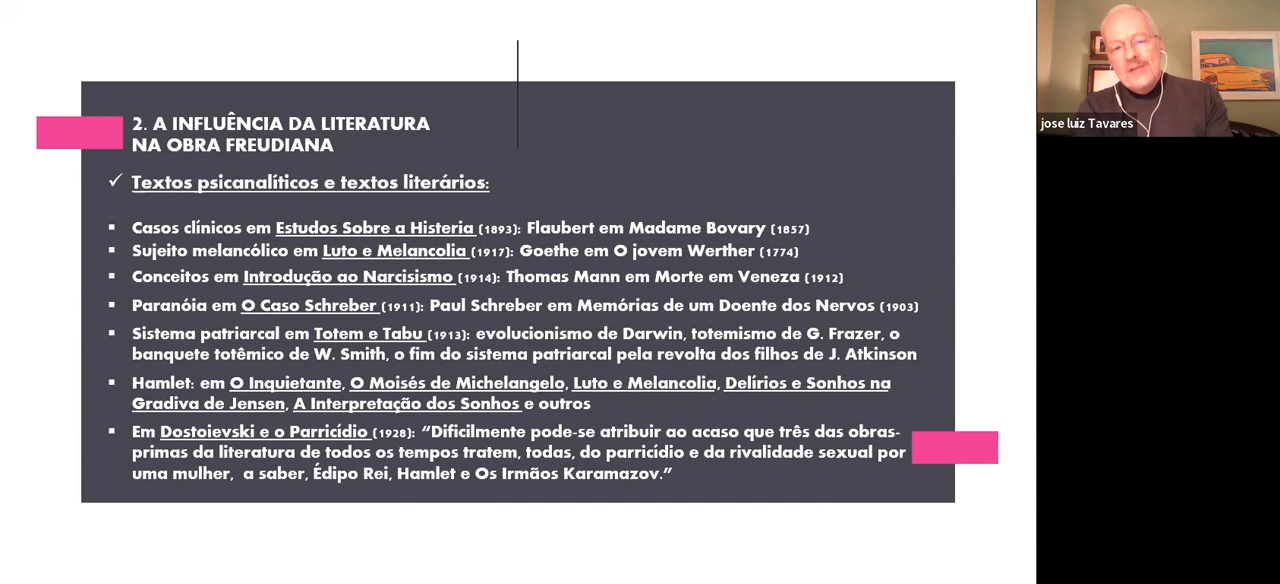 2. A INFLUÊNCIA DA LITERATURA
NA OBRA FREUDIANA
✓ Textos psicanalíticos e textos literários:
▪ Casos clínicos em Estudos Sobre a Histeria (1893): Flaubert em Madame Bovary (1857)
▪ Sujeito melancólico em Luto e Melancolia (1917): Goethe em O jovem Werther (1774)
▪ Conceitos em Introdução ao Narcisismo (1914): Thomas Mann em Morte em Veneza (1912)
▪ Paranóia em O Caso Schreber (1911): Paul Schreber em Memórias de um Doente dos Nervos (1903)
▪ Sistema patriarcal em Totem e Tabu (1913): evolucionismo de Darwin, totemismo de G. Frazer, o
banquete totêmico de W. Smith, o fim do sistema patriarcal pela revolta dos filhos de J. Atkinson
▪ Hamlet: em O Inquietante, O Moisés de Michelangelo, Luto e Melancolia, Delírios e Sonhos na
Gradiva de Jensen, A Interpretação dos Sonhos e outros
▪ Em Dostoievski e o Parricídio (1928): “Dificilmente pode-se atribuir ao acaso que três das obras-
primas da literatura de todos os tempos tratem, todas, do parricídio e da rivalidade sexual por
uma mulher, a saber, Édipo Rei, Hamlet e Os Irmãos Karamazov.”
jose luiz Tavares